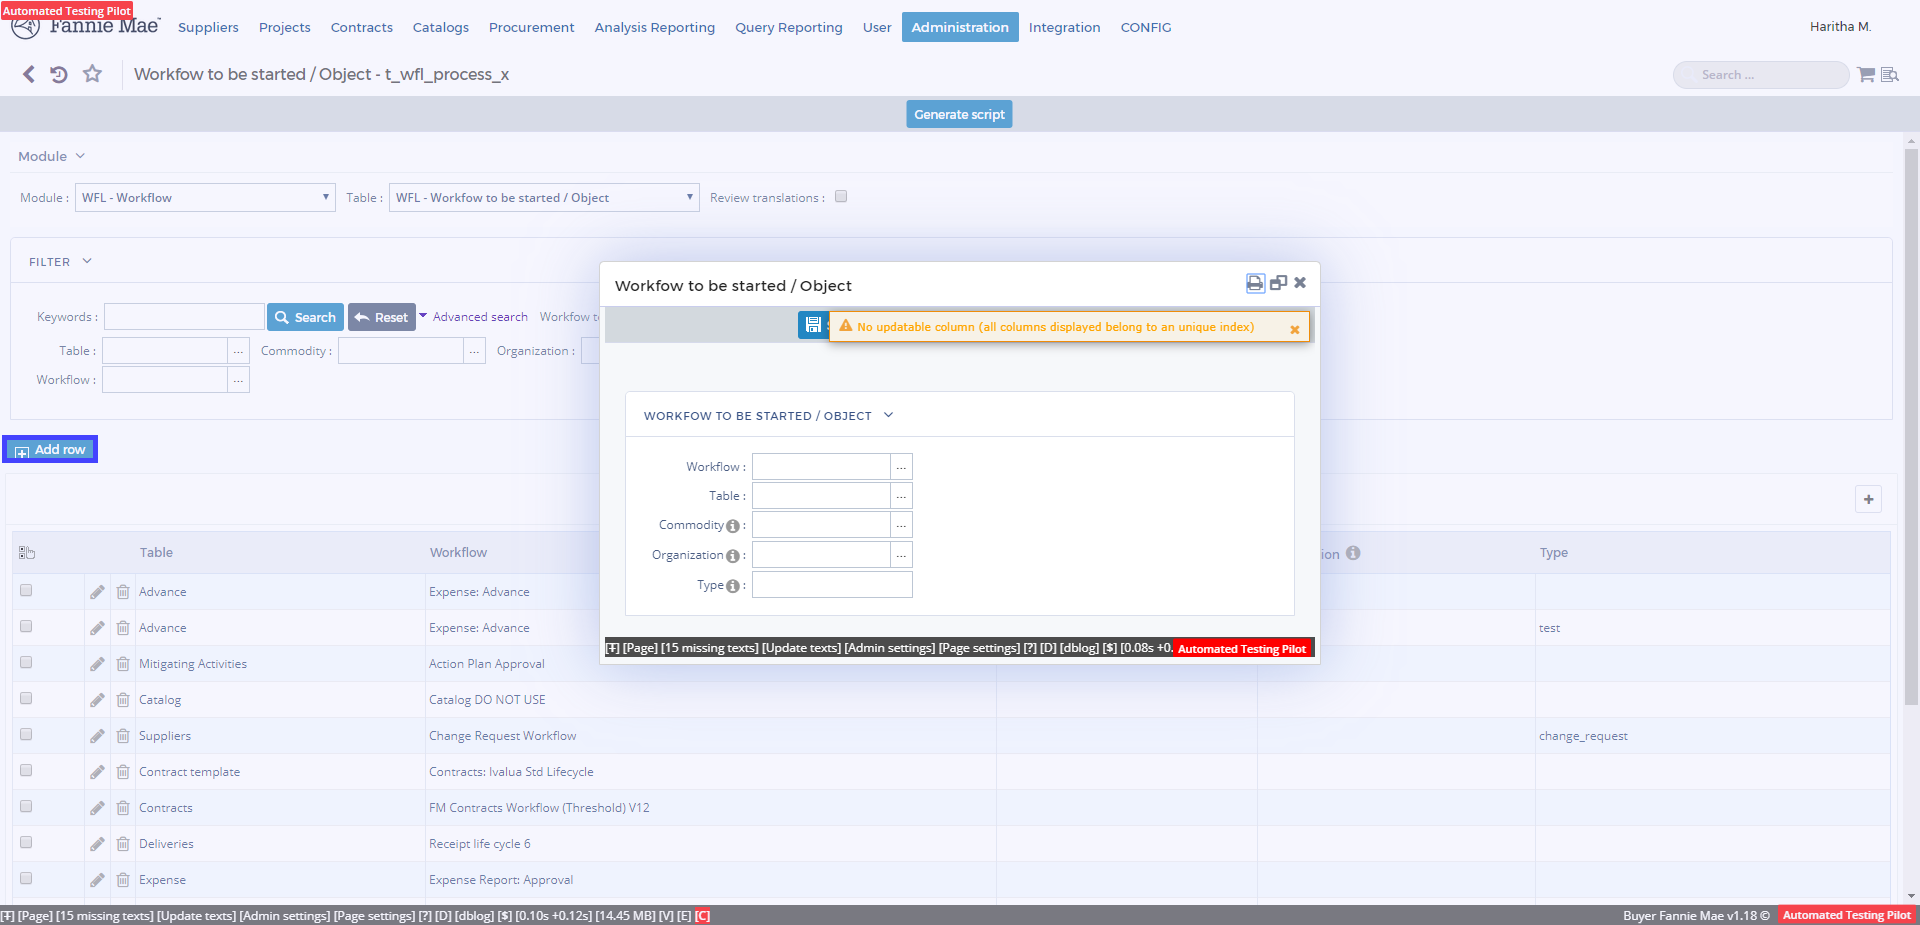 Automated Testing Pilot
Fannie Mae
Suppliers Projects Contracts Catalogs Procurement Analysis Reporting Query Reporting User Administration Integration CONFIG
Haritha M.
Workfow to be started / Object - t_wfl_process_x
Search ...
Generate script
Module
Module : WFL - Workflow Table : WFL - Workfow to be started / Object Review translations :
FILTER
Keywords : Search Reset Advanced search Workfow
Table : ... Commodity : ... Organization :
Workflow : ...
Add row
Workfow to be started / Object
No updatable column (all columns displayed belong to an unique index)
WORKFOW TO BE STARTED / OBJECT
Workflow : ...
Table : ...
Commodity : ...
Organization : ...
Type :
[T] [Page] [15 missing texts] [Update texts] [Admin settings] [Page settings] [?] [D] [dblog] [$] [0.08s +0. Automated Testing Pilot
Table Workflow ion Type
Advance Expense: Advance
Advance Expense: Advance test
Mitigating Activities Action Plan Approval
Catalog Catalog DO NOT USE
Suppliers Change Request Workflow change_request
Contract template Contracts: Ivalua Std Lifecycle
Contracts FM Contracts Workflow (Threshold) V12
Deliveries Receipt life cycle 6
Expense Expense Report: Approval
[T] [Page] [15 missing texts] [Update texts] [Admin settings] [Page settings] [?] [D] [dblog] [$] [0.10s +0.12s] [14.45 MB] [V] [E] [C]
Buyer Fannie Mae v1.18 © Automated Testing Pilot